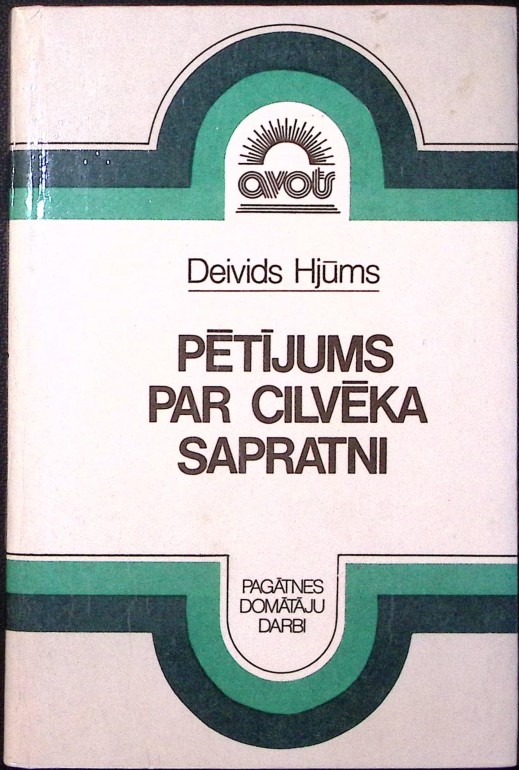 avots
Deivids Hjūms
PĒTĪJUMS
PAR CILVĒKA
SAPRATNI
PAGĀTNES
DOMĀTĀJU
DARBI